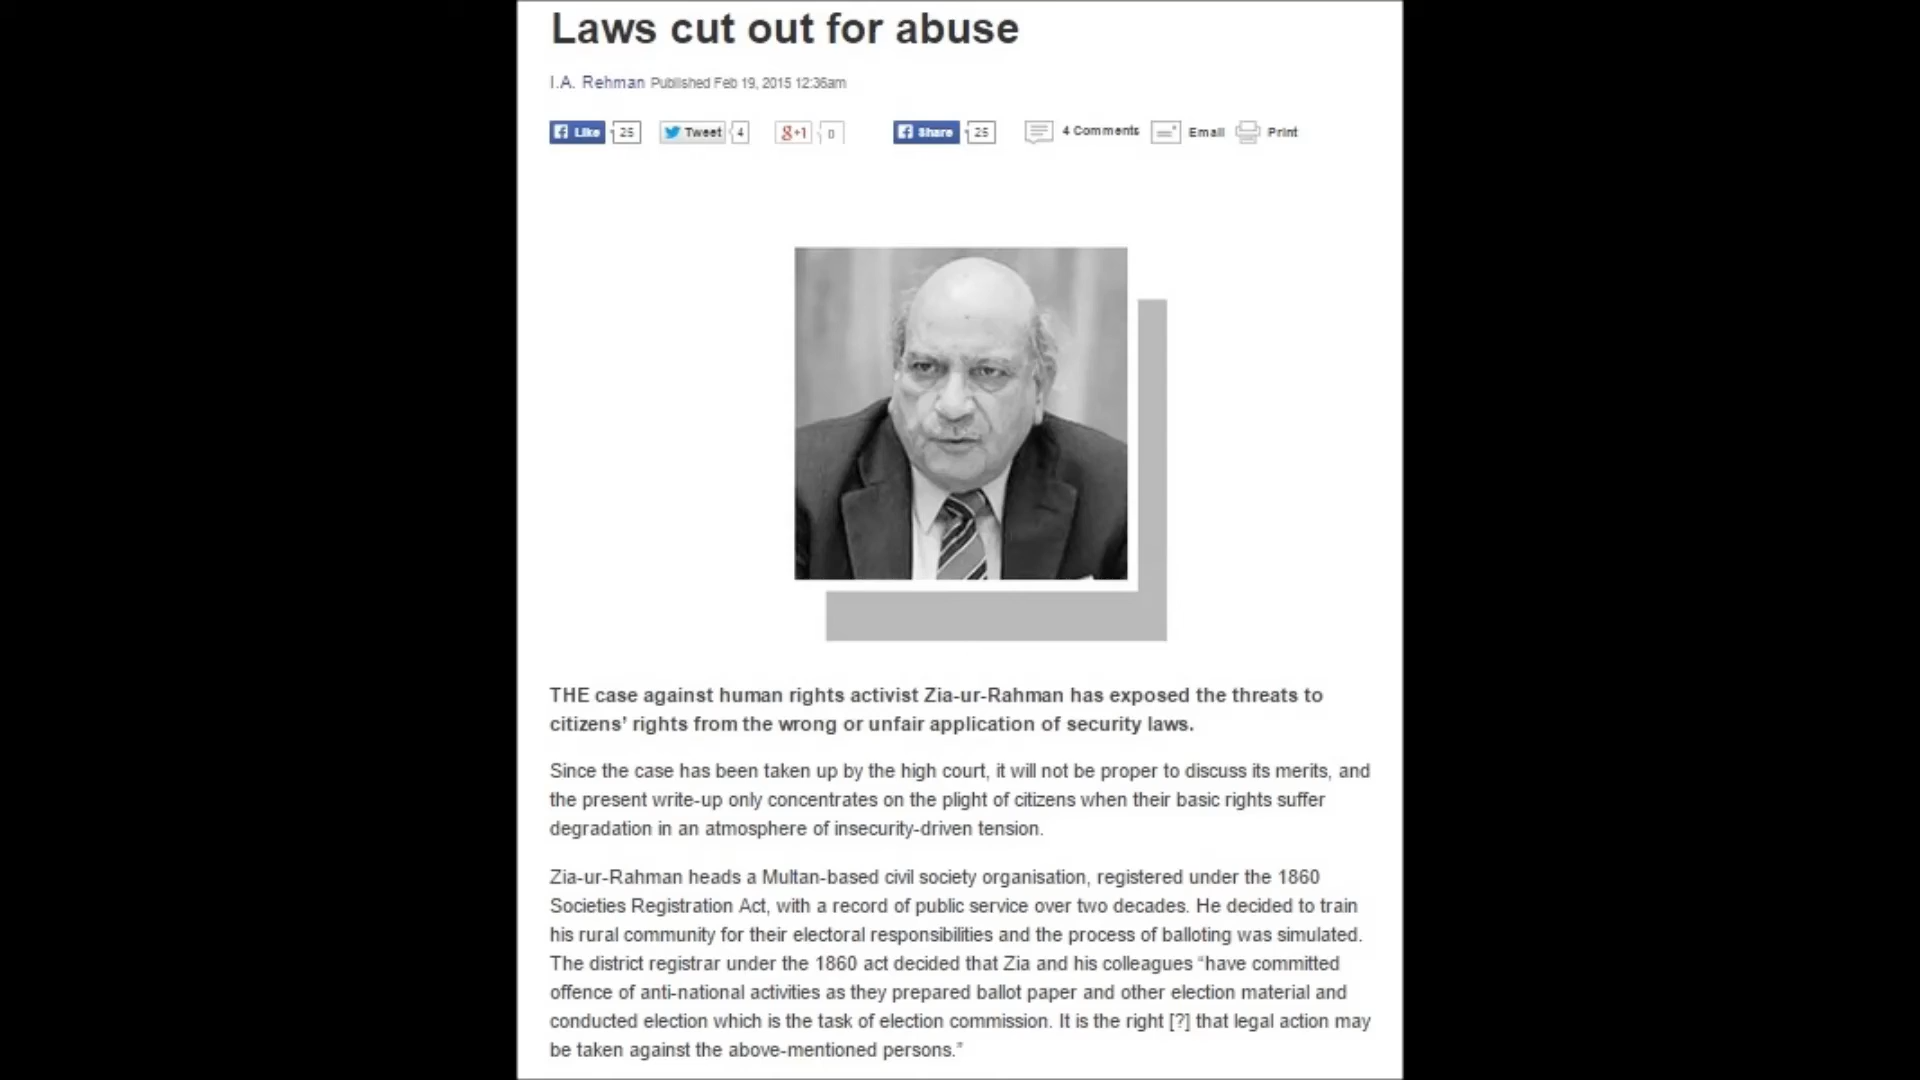 Laws cut out for abuse
I.A. Rehman Published Feb 19, 2015 12:36am
Like 25 Tweet 4 g+1 0 Share 25 4 Comments Email Print
THE case against human rights activist Zia-ur-Rahman has exposed the threats to
citizens’ rights from the wrong or unfair application of security laws.
Since the case has been taken up by the high court, it will not be proper to discuss its merits, and
the present write-up only concentrates on the plight of citizens when their basic rights suffer
degradation in an atmosphere of insecurity-driven tension.
Zia-ur-Rahman heads a Multan-based civil society organisation, registered under the 1860
Societies Registration Act, with a record of public service over two decades. He decided to train
his rural community for their electoral responsibilities and the process of balloting was simulated.
The district registrar under the 1860 act decided that Zia and his colleagues “have committed
offence of anti-national activities as they prepared ballot paper and other election material and
conducted election which is the task of election commission. It is the right [?] that legal action may
be taken against the above-mentioned persons.”